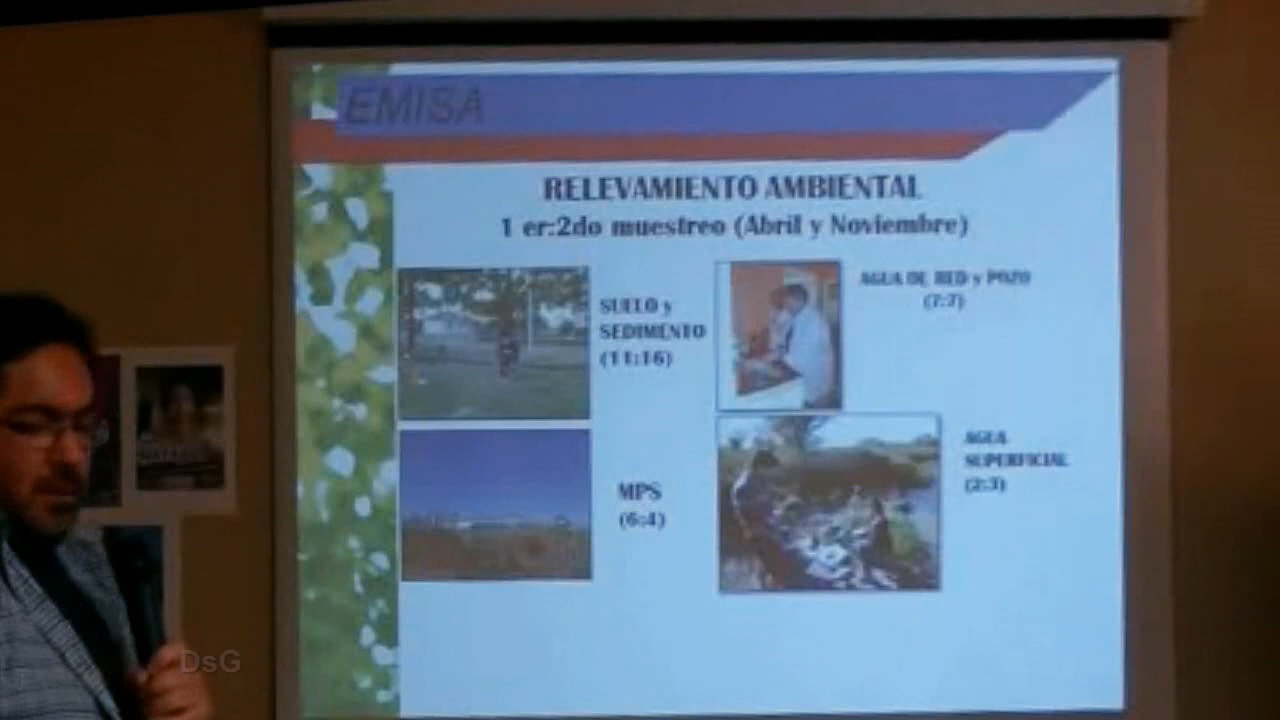 EMISA
RELEVAMIENTO AMBIENTAL
1 er:2do muestreo (Abril y Noviembre)
SUELO y
SEDIMENTO
(11:16)
AGUA DE RED y POZO
(7:7)
MPS
(6:4)
AGUA
SUPERFICIAL
(2:3)
DsG